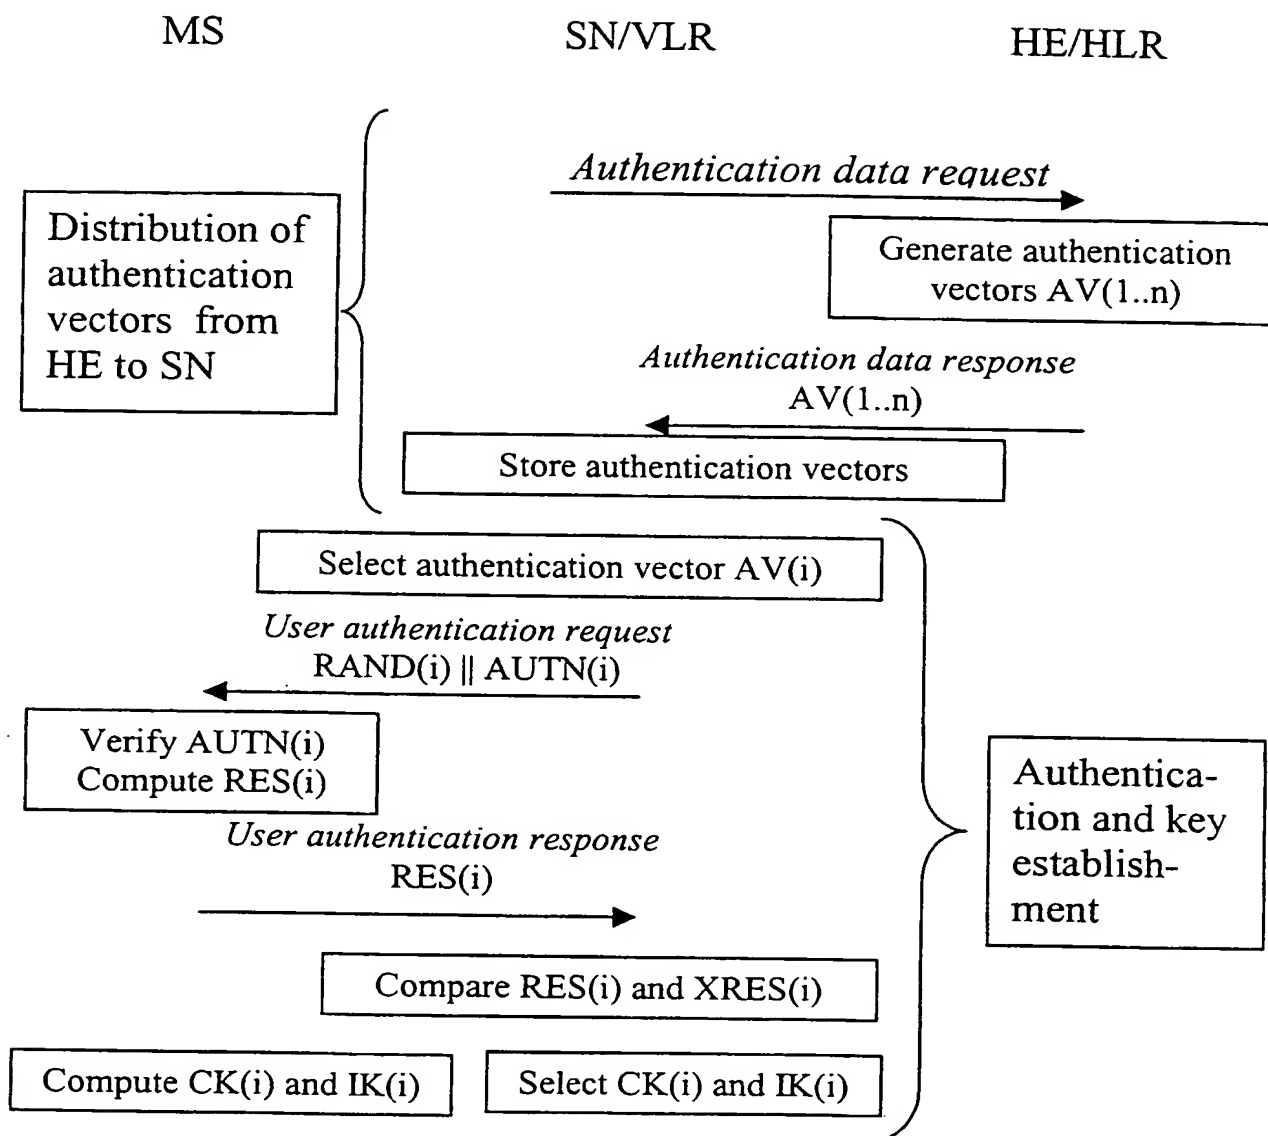 MS
SN/VLR
HE/HLR
Authentication data request
Distribution of
authentication
vectors from
HE to SN
Generate authentication
vectors AV(1..n)
Authentication data response
AV(1..n)
Store authentication vectors
Select authentication vector AV(i)
User authentication request
RAND(i) || AUTN(i)
Verify AUTN(i)
Compute RES(i)
User authentication response
RES(i)
Authentica-
tion and key
establish-
ment
Compare RES(i) and XRES(i)
Compute CK(i) and IK(i)
Select CK(i) and IK(i)